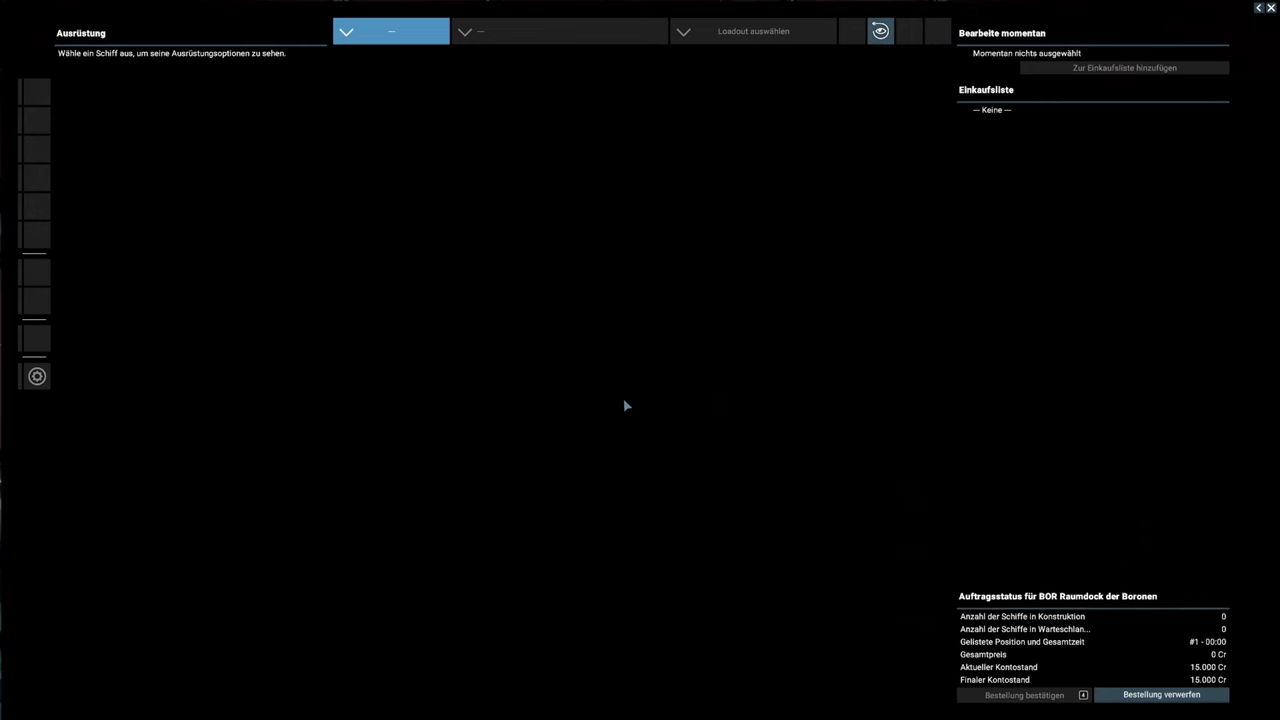 Ausrüstung
Wähle ein Schiff aus, um seine Ausrüstungsoptionen zu sehen.
—
—
Loadout auswählen
Bearbeite momentan
Momentan nichts ausgewählt
Zur Einkaufsliste hinzufügen
Einkaufsliste
— Keine —
Auftragsstatus für BOR Raumdock der Boronen
Anzahl der Schiffe in Konstruktion 0
Anzahl der Schiffe in Warteschlan... 0
Gelistete Position und Gesamtzeit #1 - 00:00
Gesamtpreis 0 Cr
Aktueller Kontostand 15.000 Cr
Finaler Kontostand 15.000 Cr
Bestellung bestätigen 4 Bestellung verwerfen